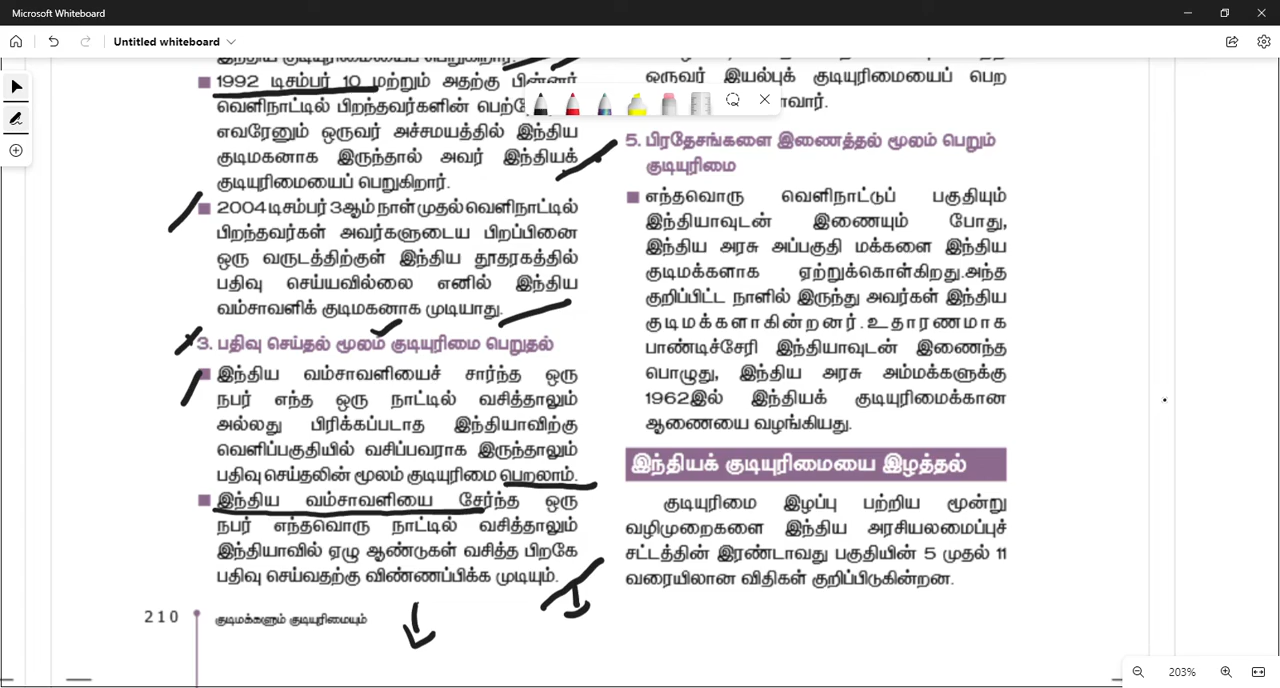 Microsoft Whiteboard
Untitled whiteboard
இந்திய குடியுரிமையைப் பெறுகிறார்.
1992 டிசம்பர் 10 மற்றும் அதற்கு பின்னர்
வெளிநாட்டில் பிறந்தவர்களின்
எவரேனும் ஒருவர் அச்சமயத்தில் இந்திய
குடிமகனாக இருந்தால் அவர் இந்தியக்
குடியுரிமையைப் பெறுகிறார்.
2004 டிசம்பர் 3ஆம் நாள் முதல் வெளிநாட்டில்
பிறந்தவர்கள் அவர்களுடைய பிறப்பினை
ஒரு வருடத்திற்குள் இந்திய தூதரகத்தில்
பதிவு செய்யவில்லை எனில் இந்திய
வம்சாவளிக் குடிமகனாக முடியாது.
3. பதிவு செய்தல் மூலம் குடியுரிமை பெறுதல்
இந்திய வம்சாவளியைச் சார்ந்த ஒரு
நபர் எந்த ஒரு நாட்டில் வசித்தாலும்
அல்லது பிரிக்கப்படாத இந்தியாவிற்கு
வெளிப்பகுதியில் வசிப்பவராக இருந்தாலும்
பதிவு செய்தலின் மூலம் குடியுரிமை பெறலாம்.
இந்திய வம்சாவளியை சேர்ந்த ஒரு
நபர் எந்தவொரு நாட்டில் வசித்தாலும்
இந்தியாவில் ஏழு ஆண்டுகள் வசித்த பிறகே
பதிவு செய்வதற்கு விண்ணப்பிக்க முடியும்.
210 குடிமக்களும் குடியுரிமையும்
ஒருவர் இயல்புக் குடியுரிமையைப் பெற
5. பிரதேசங்களை இணைத்தல் மூலம் பெறும்
குடியுரிமை
எந்தவொரு வெளிநாட்டுப் பகுதியும்
இந்தியாவுடன் இணையும் போது,
இந்திய அரசு அப்பகுதி மக்களை இந்திய
குடிமக்களாக ஏற்றுக்கொள்கிறது.அந்த
குறிப்பிட்ட நாளில் இருந்து அவர்கள் இந்திய
குடிமக்களாகின்றனர்.உதாரணமாக
பாண்டிச்சேரி இந்தியாவுடன் இணைந்த
பொழுது, இந்திய அரசு அம்மக்களுக்கு
1962இல் இந்தியக் குடியுரிமைக்கான
ஆணையை வழங்கியது.
இந்தியக் குடியுரிமையை இழத்தல்
குடியுரிமை இழப்பு பற்றிய மூன்று
வழிமுறைகளை இந்திய அரசியலமைப்புச்
சட்டத்தின் இரண்டாவது பகுதியின் 5 முதல் 11
வரையிலான விதிகள் குறிப்பிடுகின்றன.
203%